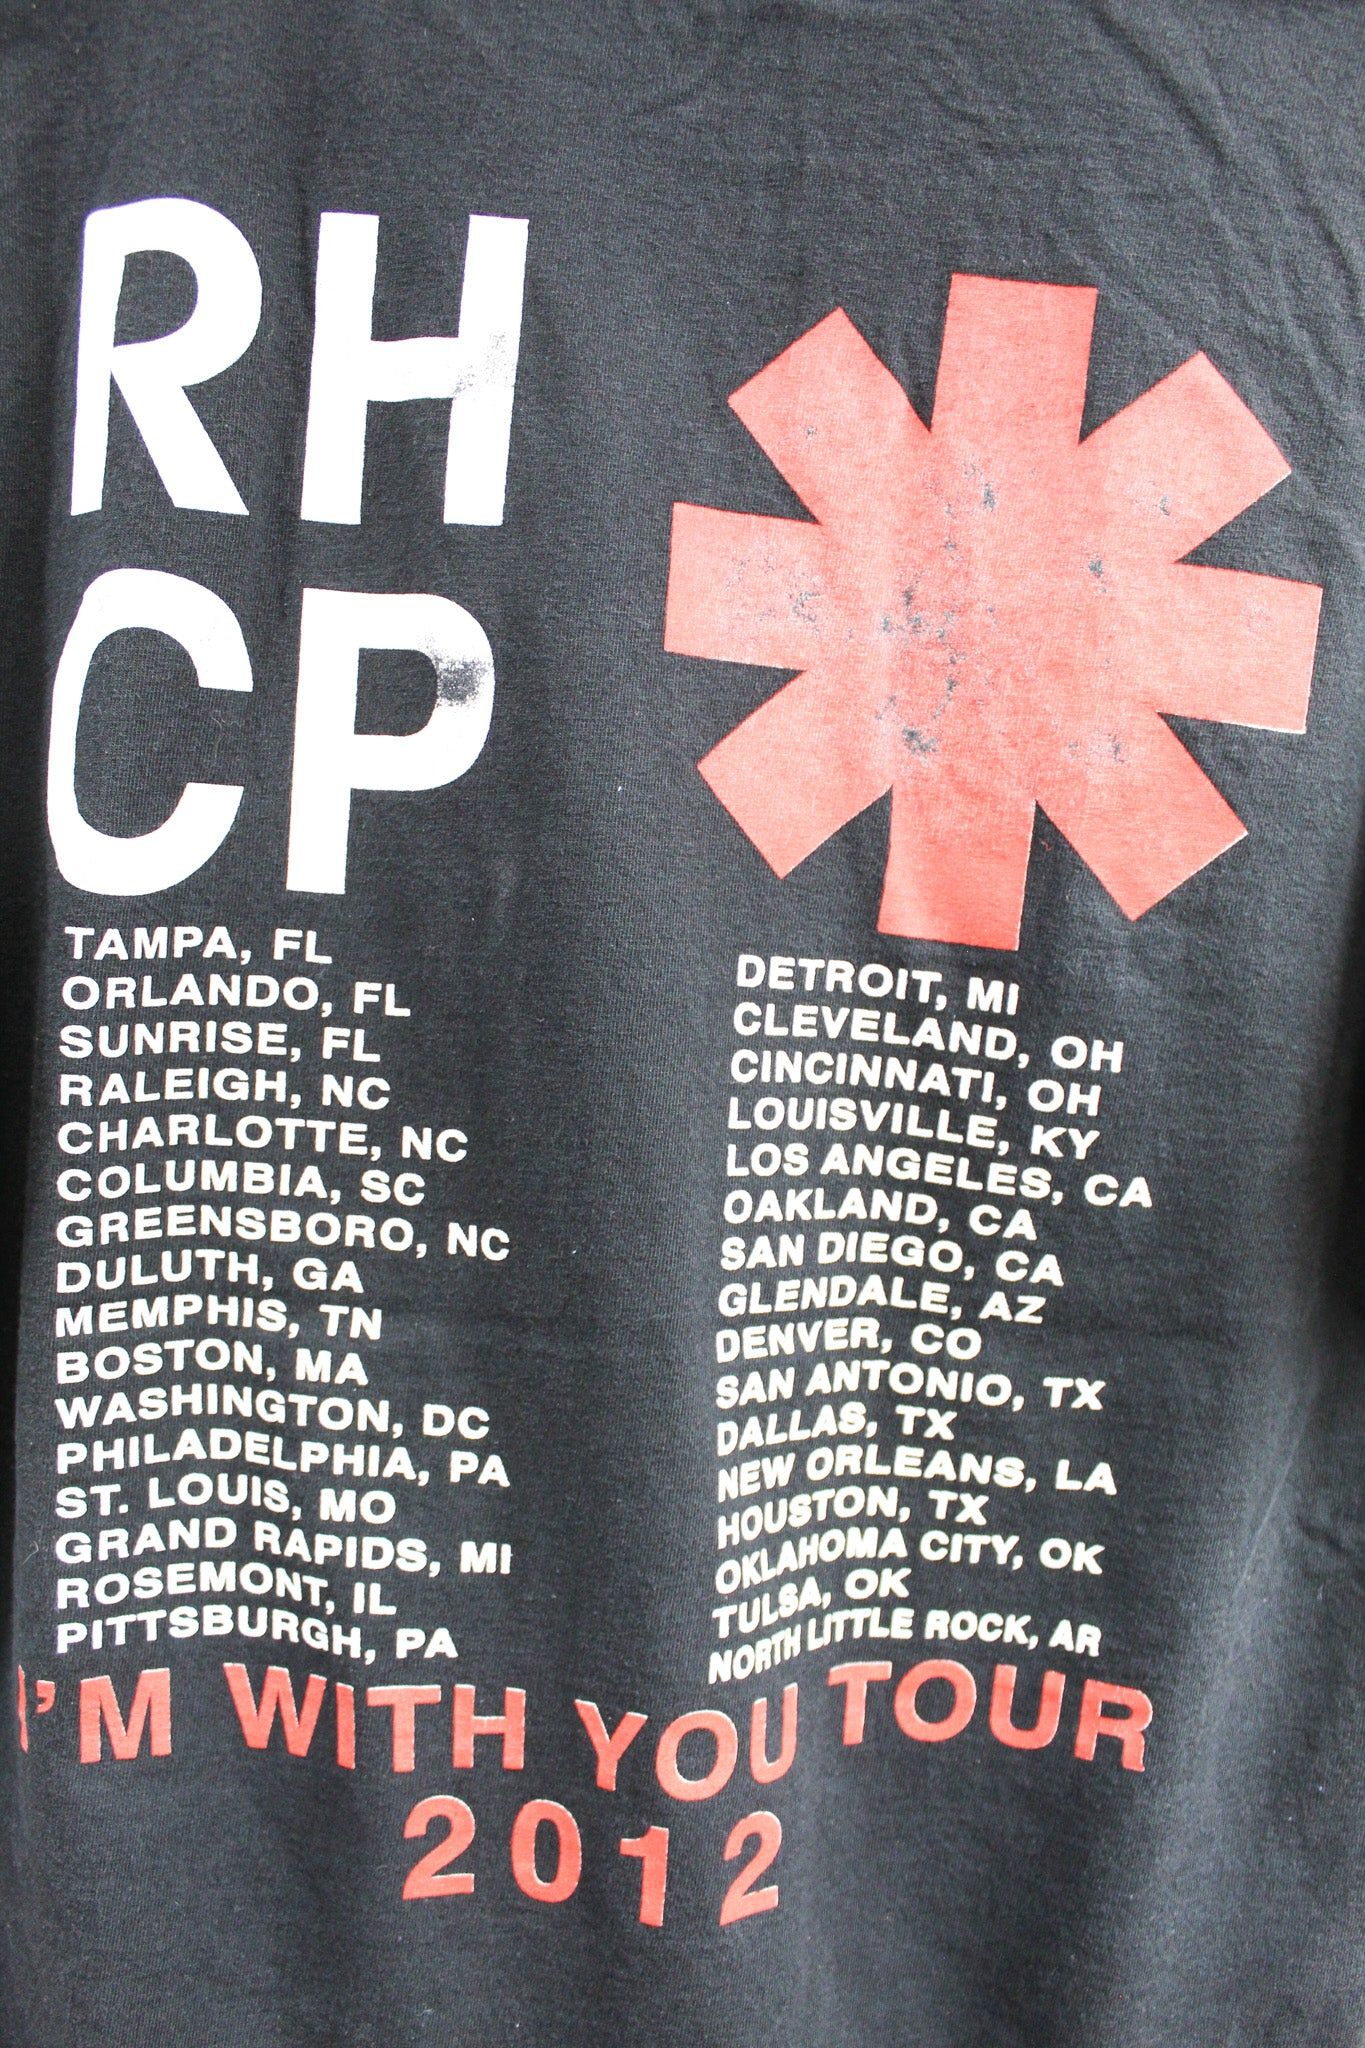 RH
CP
TAMPA, FL
ORLANDO, FL
SUNRISE, FL
RALEIGH, NC
CHARLOTTE, NC
COLUMBIA, SC
GREENSBORO, NC
DULUTH, GA
MEMPHIS, TN
BOSTON, MA
WASHINGTON, DC
PHILADELPHIA, PA
ST. LOUIS, MO
GRAND RAPIDS, MI
ROSEMONT, IL
PITTSBURGH, PA
DETROIT, MI
CLEVELAND, OH
CINCINNATI, OH
LOUISVILLE, KY
LOS ANGELES, CA
OAKLAND, CA
SAN DIEGO, CA
GLENDALE, AZ
DENVER, CO
SAN ANTONIO, TX
DALLAS, TX
NEW ORLEANS, LA
HOUSTON, TX
OKLAHOMA CITY, OK
TULSA, OK
NORTH LITTLE ROCK, AR
I'M WITH YOU TOUR
2012